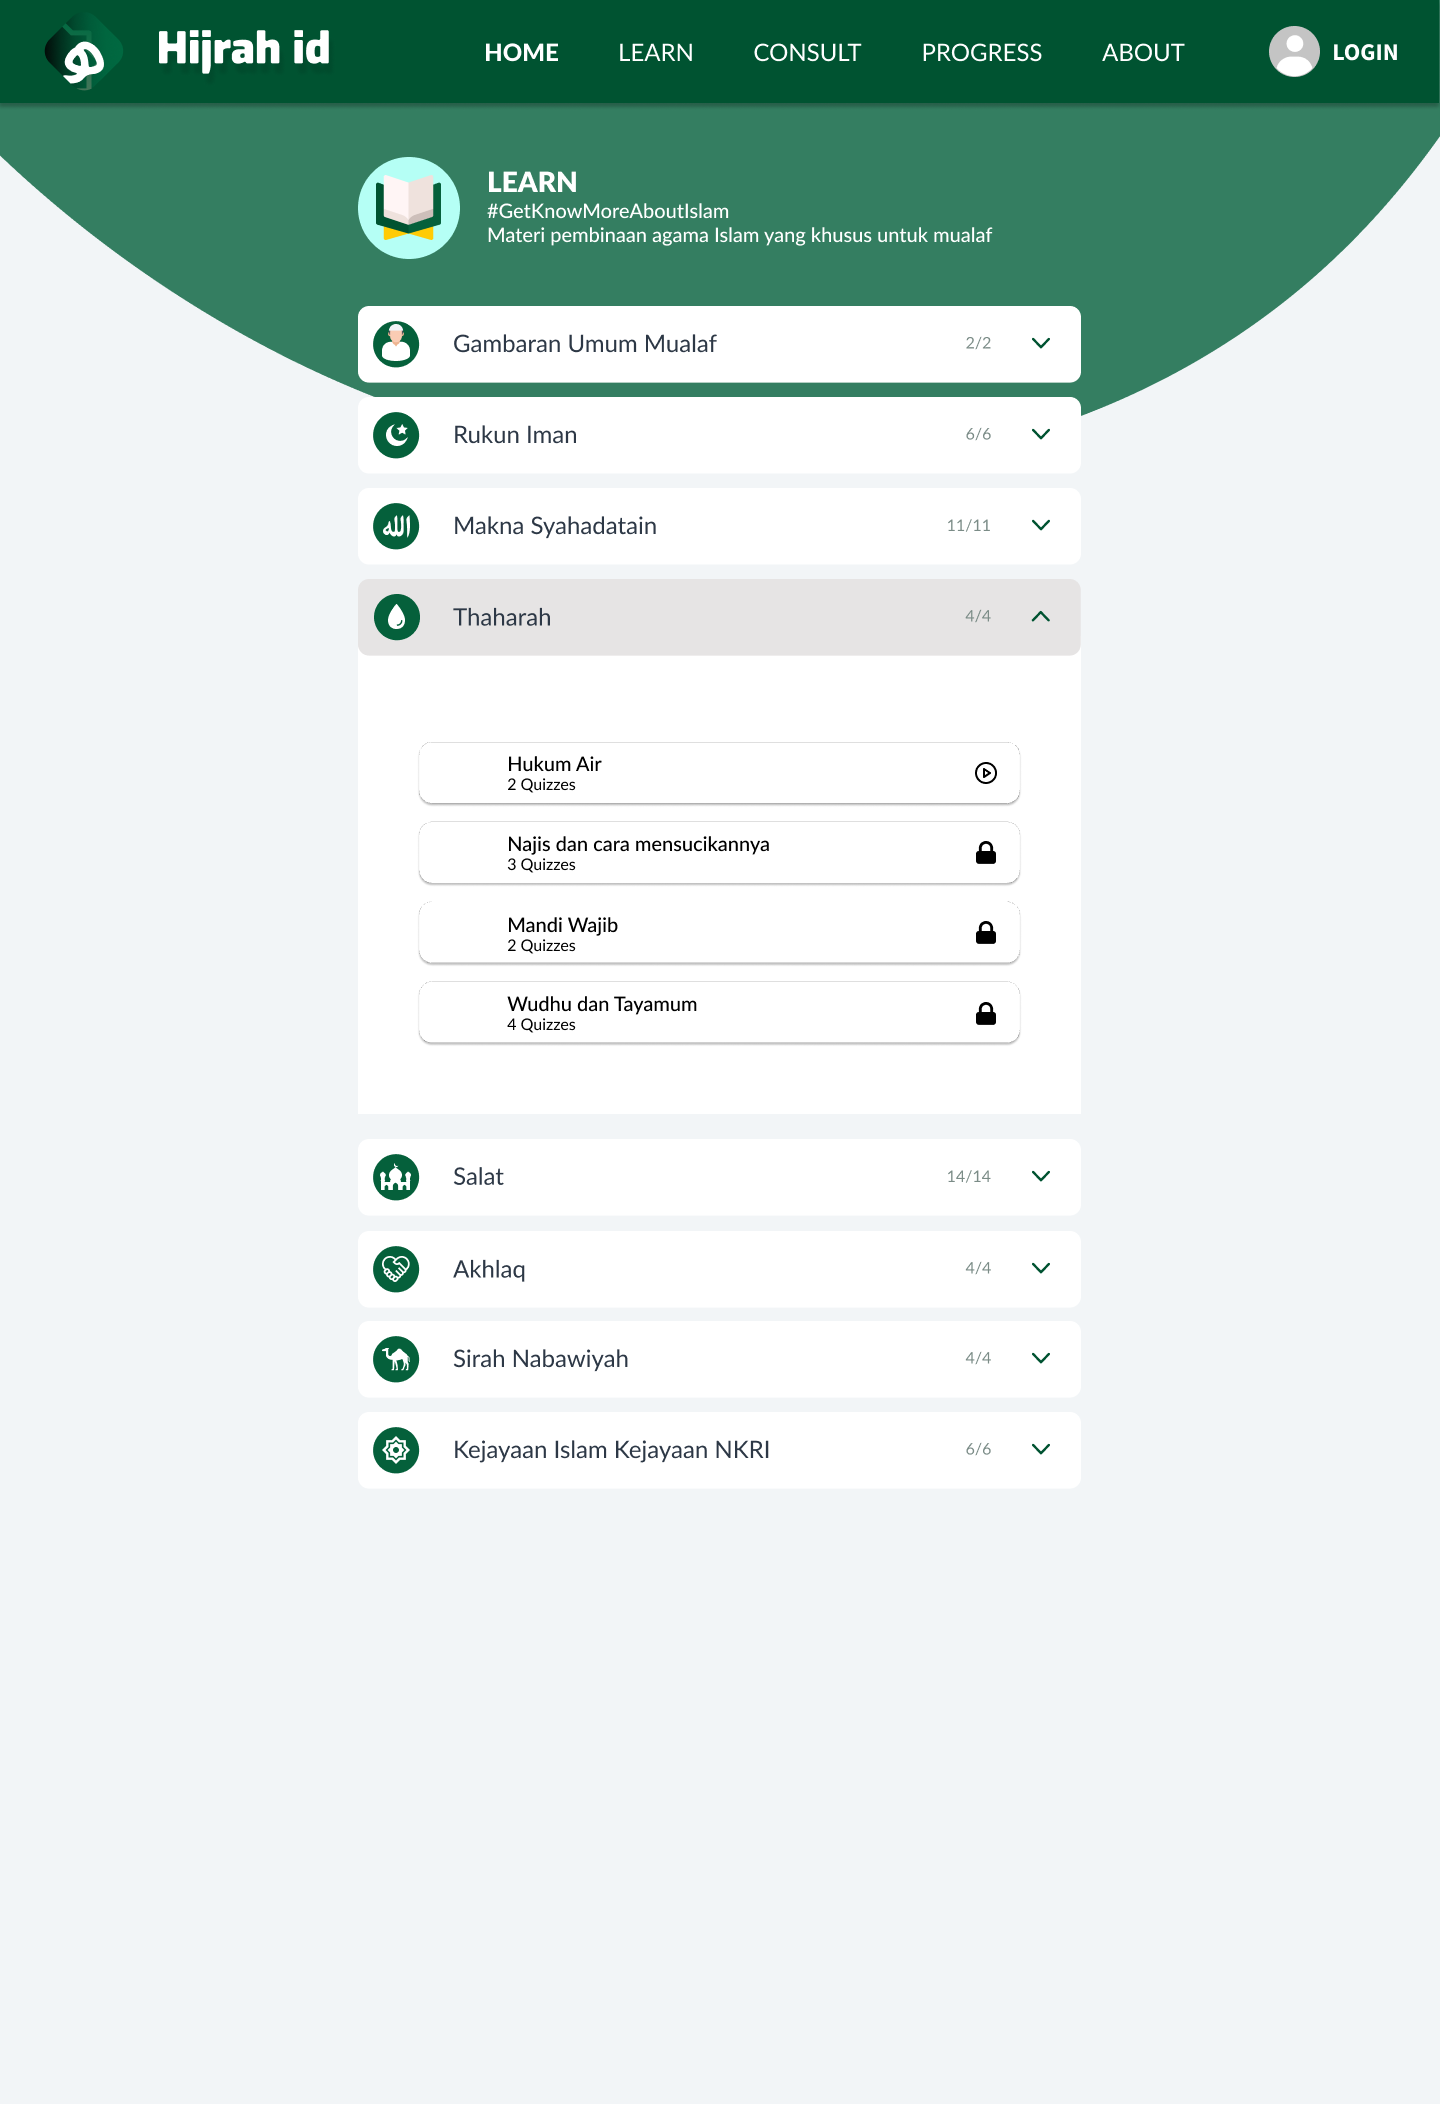 Hijrah id
HOME LEARN CONSULT PROGRESS ABOUT LOGIN
LEARN
#GetKnowMoreAboutIslam
Materi pembinaan agama Islam yang khusus untuk mualaf
Gambaran Umum Mualaf 2/2
Rukun Iman 6/6
الله Makna Syahadatain 11/11
Thaharah 4/4
Hukum Air
2 Quizzes
Najis dan cara mensucikannya
3 Quizzes
Mandi Wajib
2 Quizzes
Wudhu dan Tayamum
4 Quizzes
Salat 14/14
Akhlaq 4/4
Sirah Nabawiyah 4/4
Kejayaan Islam Kejayaan NKRI 6/6